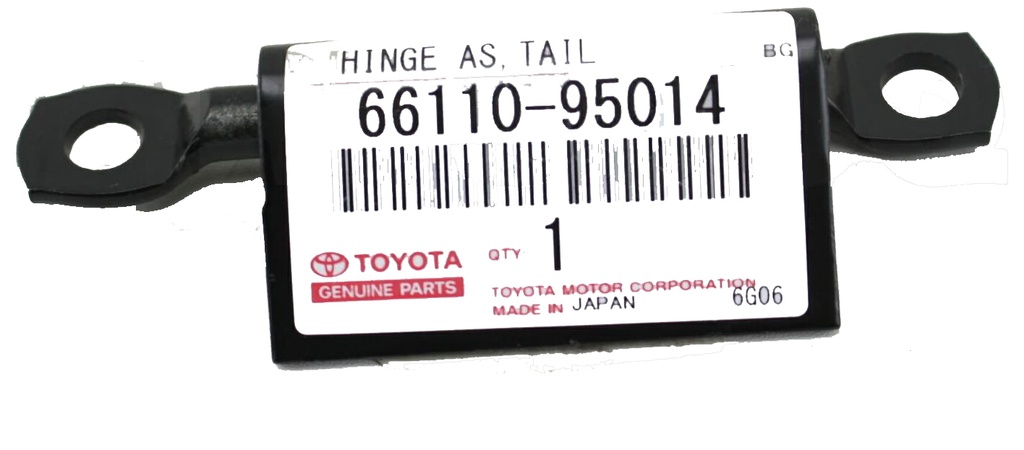 HINGE AS, TAIL
BG
66110-95014
QTY 1
TOYOTA
GENUINE PARTS
TOYOTA MOTOR CORPORATION
MADE IN JAPAN
6G06